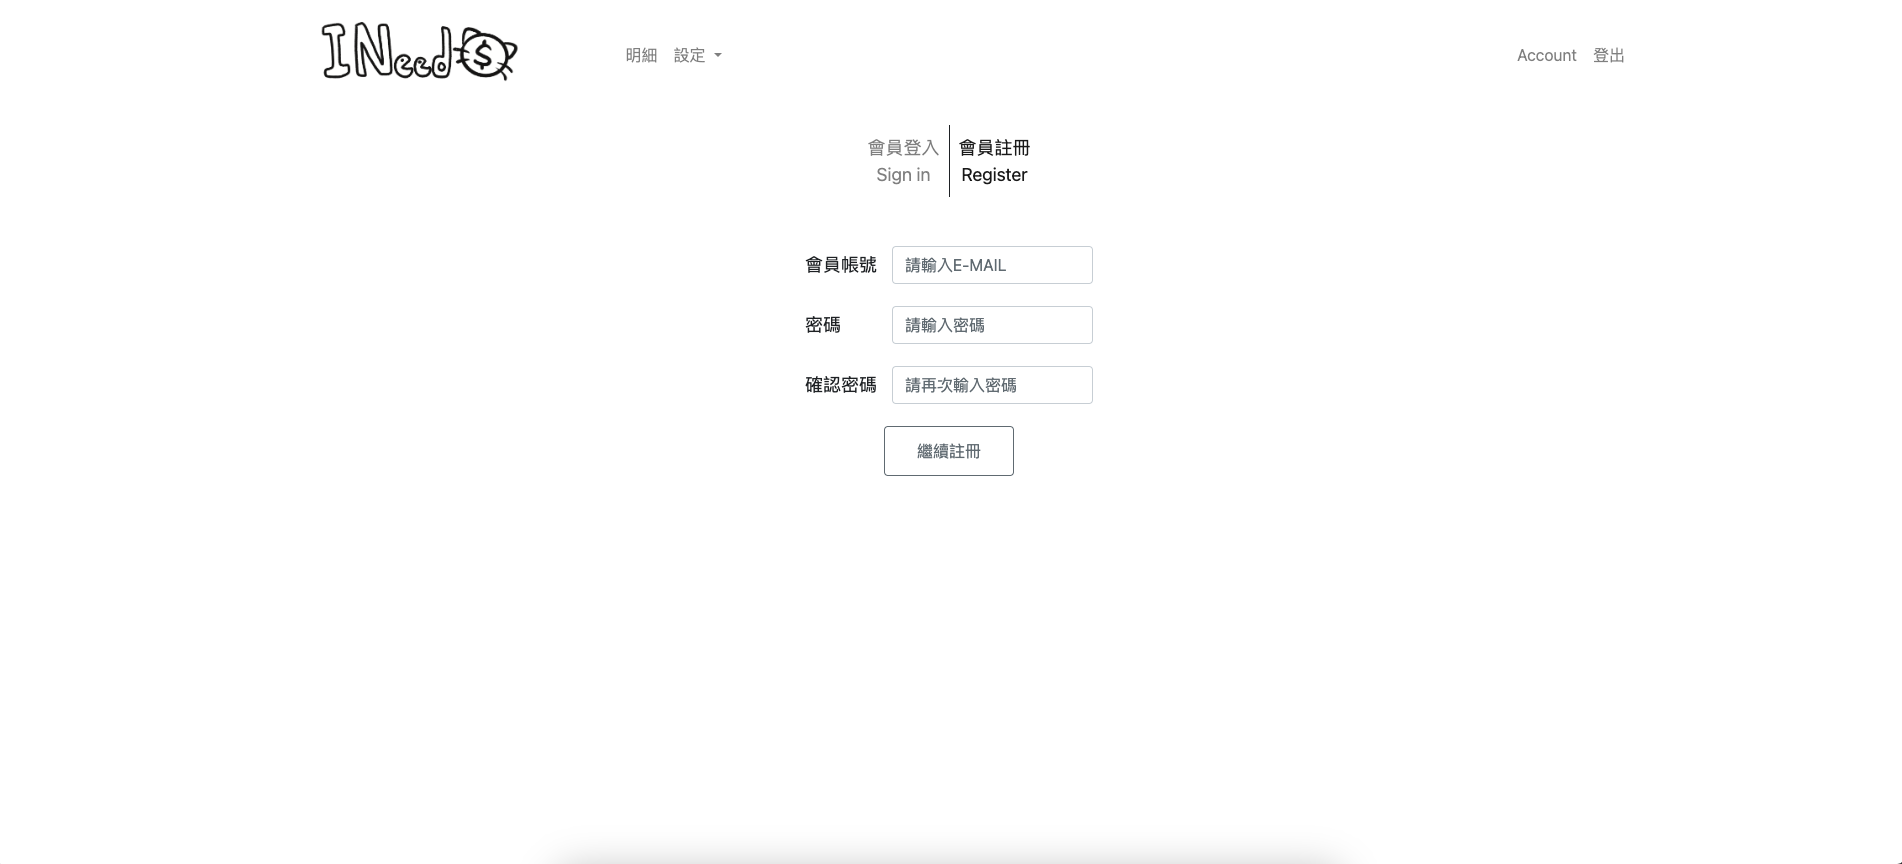 INeed$
明細 設定
Account 登出
會員登入 會員註冊
Sign in Register
會員帳號 請輸入E-MAIL
密碼 請輸入密碼
確認密碼 請再次輸入密碼
繼續註冊